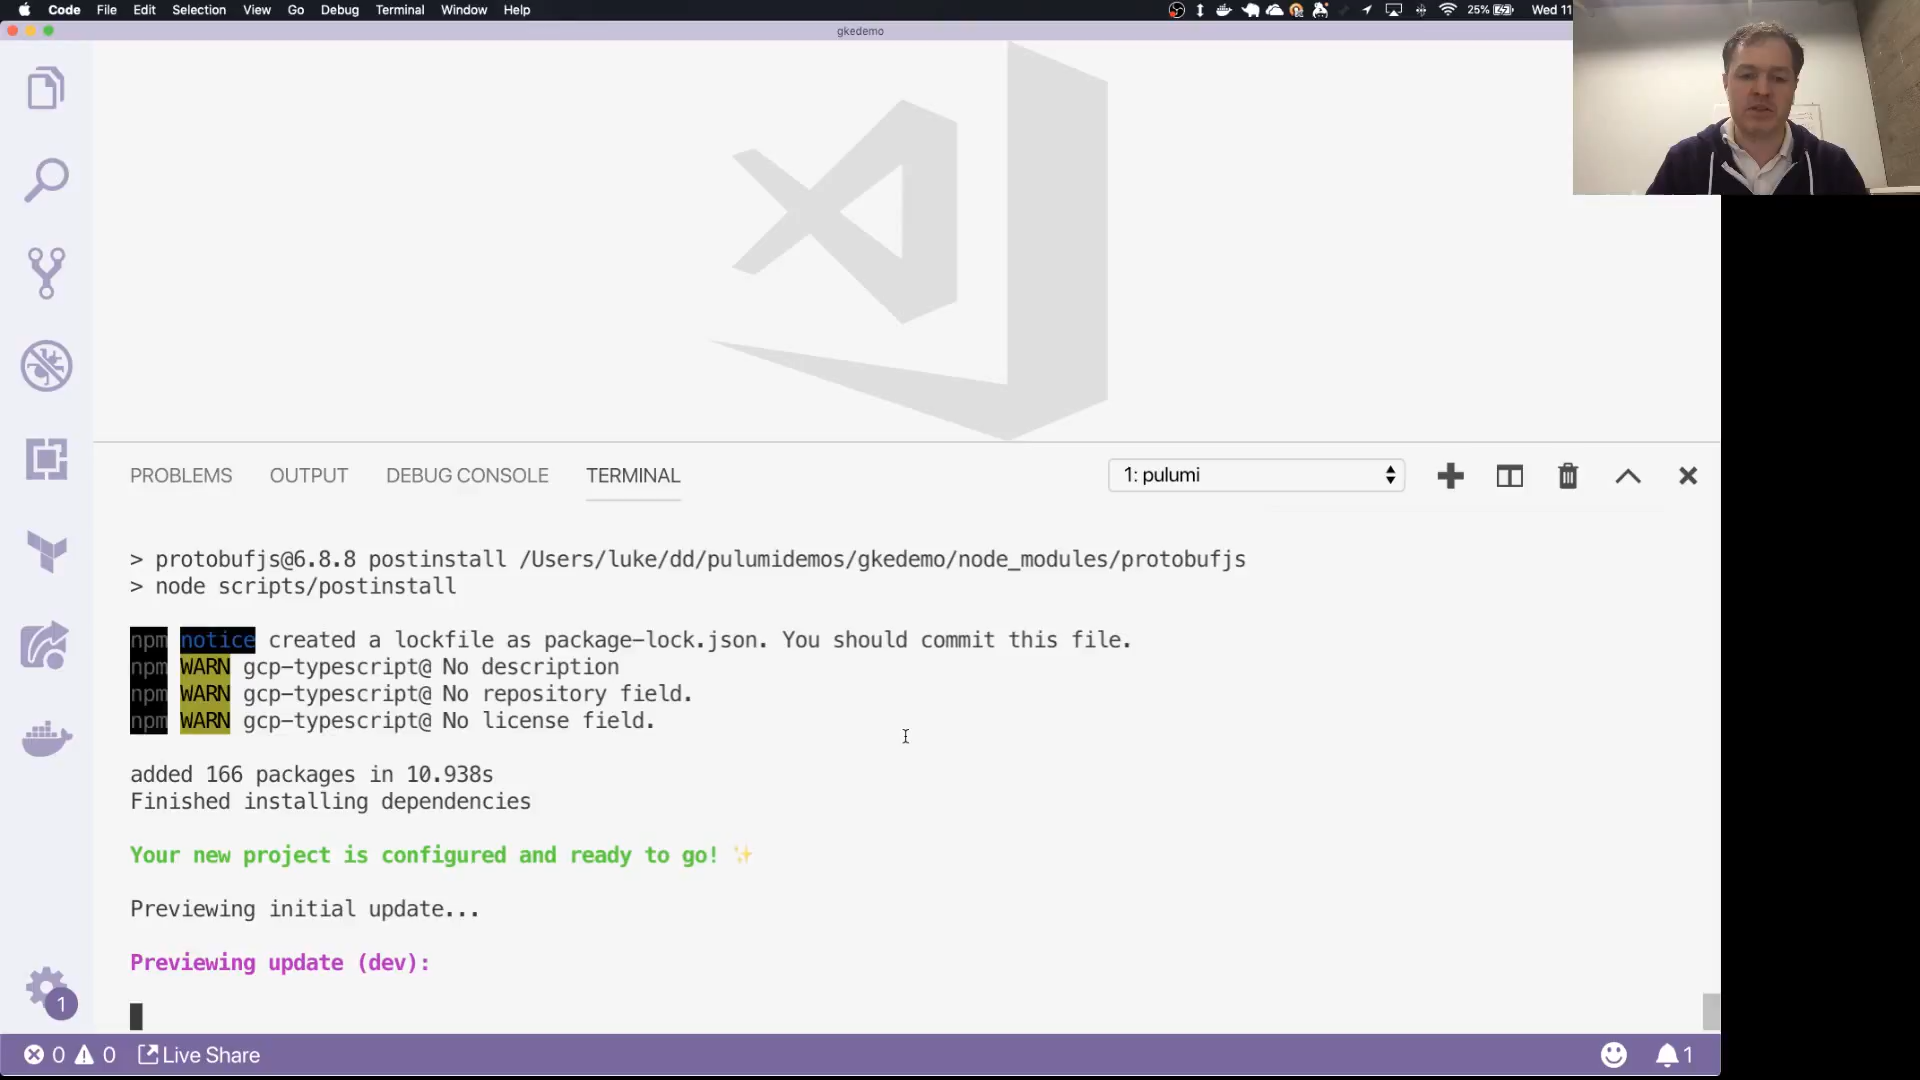 Code File Edit Selection View Go Debug Terminal Window Help 25% Wed 11
gkedemo
PROBLEMS OUTPUT DEBUG CONSOLE TERMINAL 1: pulumi
> protobufjs@6.8.8 postinstall /Users/luke/dd/pulumidemos/gkedemo/node_modules/protobufjs
> node scripts/postinstall
npm notice created a lockfile as package-lock.json. You should commit this file.
npm WARN gcp-typescript@ No description
npm WARN gcp-typescript@ No repository field.
npm WARN gcp-typescript@ No license field.
added 166 packages in 10.938s
Finished installing dependencies
Your new project is configured and ready to go! ✨
Previewing initial update...
Previewing update (dev):
1
0 0 Live Share 1